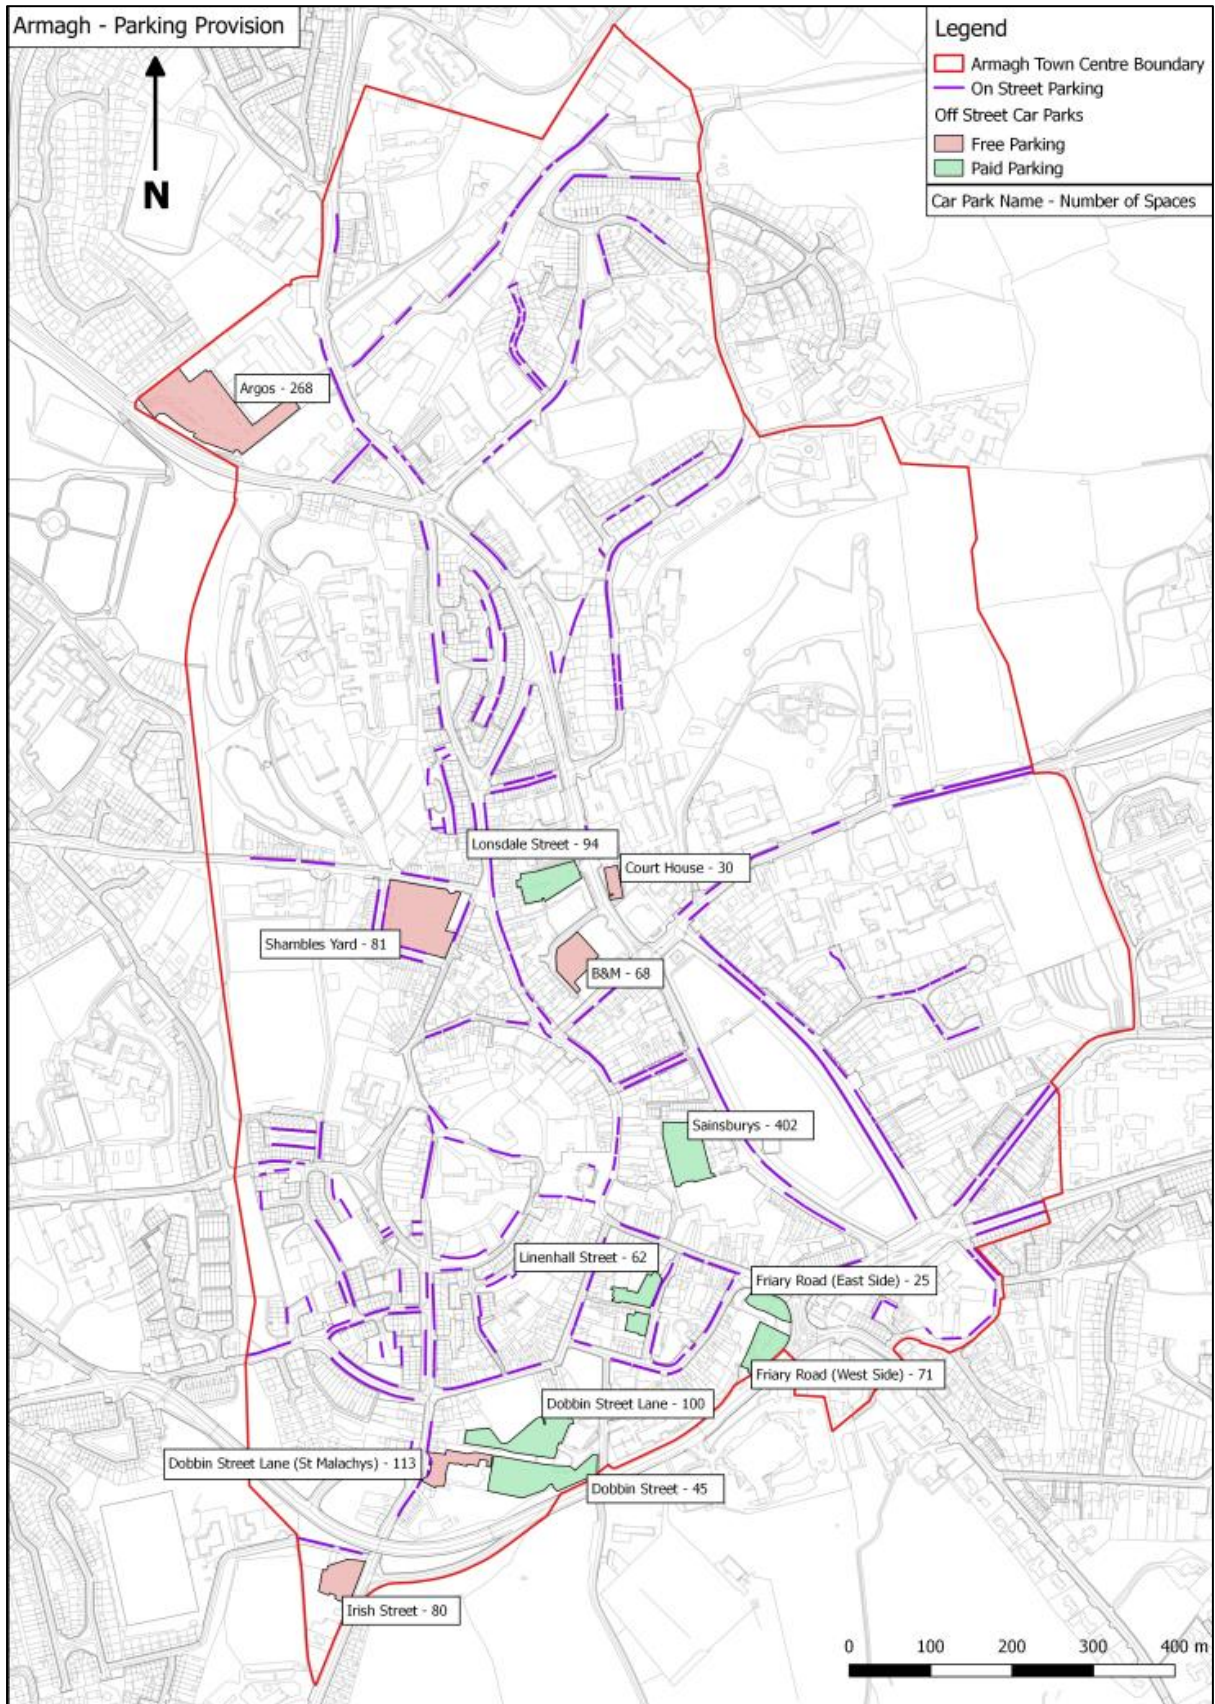 Armagh - Parking Provision
N
Legend
Armagh Town Centre Boundary
On Street Parking
Off Street Car Parks
Free Parking
Paid Parking
Car Park Name - Number of Spaces
Argos - 268
Lonsdale Street - 94
Court House - 30
Shambles Yard - 81
B&M - 68
Sainsburys - 402
Linenhall Street - 62
Friary Road (East Side) - 25
Friary Road (West Side) - 71
Dobbin Street Lane - 100
Dobbin Street Lane (St Malachys) - 113
Dobbin Street - 45
Irish Street - 80
0 100 200 300 400 m